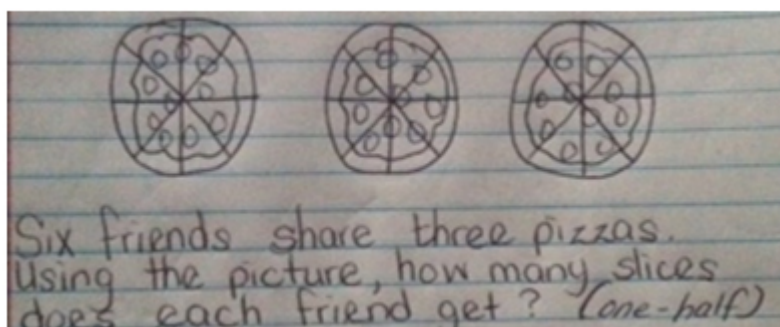 Six friends share three pizzas.
Using the picture, how many slices
does each friend get? (one-half)